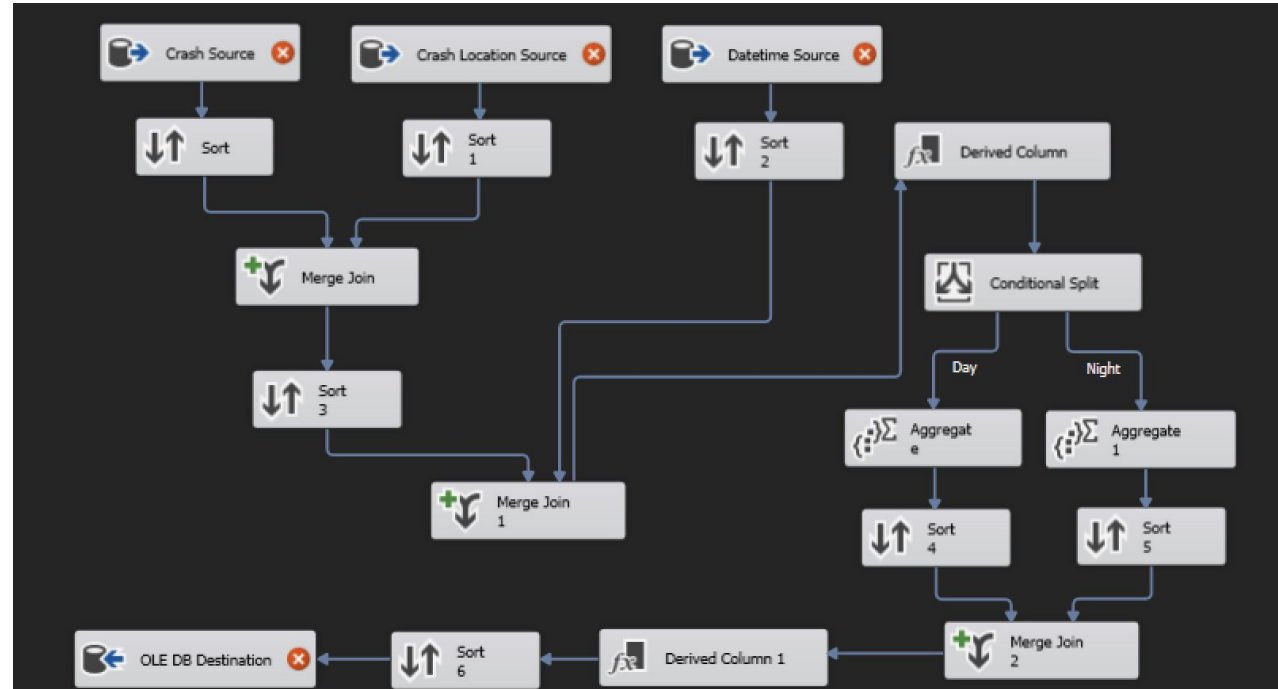 Crash Source
Crash Location Source
Datetime Source
Sort
Sort
1
Sort
2
Derived Column
Merge Join
Conditional Split
Sort
3
Day
Night
Aggregat
e
Aggregate
1
Merge Join
1
Sort
4
Sort
5
OLE DB Destination
Sort
6
Derived Column 1
Merge Join
2